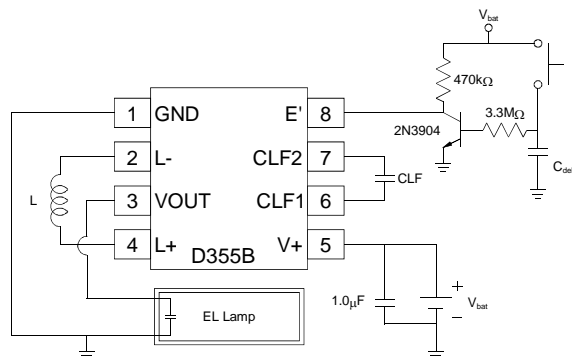 Vbat
470kΩ
2N3904
3.3MΩ
Cdel
1 GND E' 8
2 L- CLF2 7
CLF
L
3 VOUT CLF1 6
4 L+ V+ 5
D355B
1.0μF
+
Vbat
−
EL Lamp